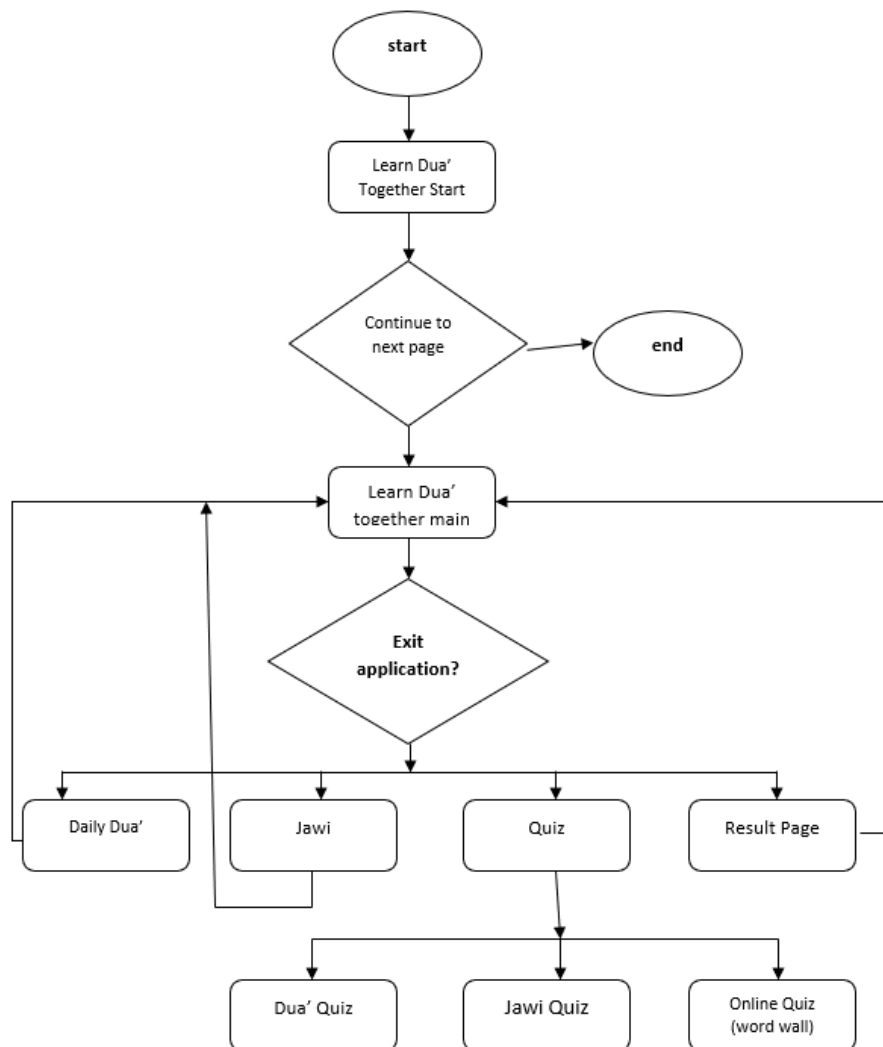 start
Learn Dua'
Together Start
Continue to
next page
end
Learn Dua'
together main
Exit
application?
Daily Dua'
Jawi
Quiz
Result Page
Dua' Quiz
Jawi Quiz
Online Quiz
(word wall)